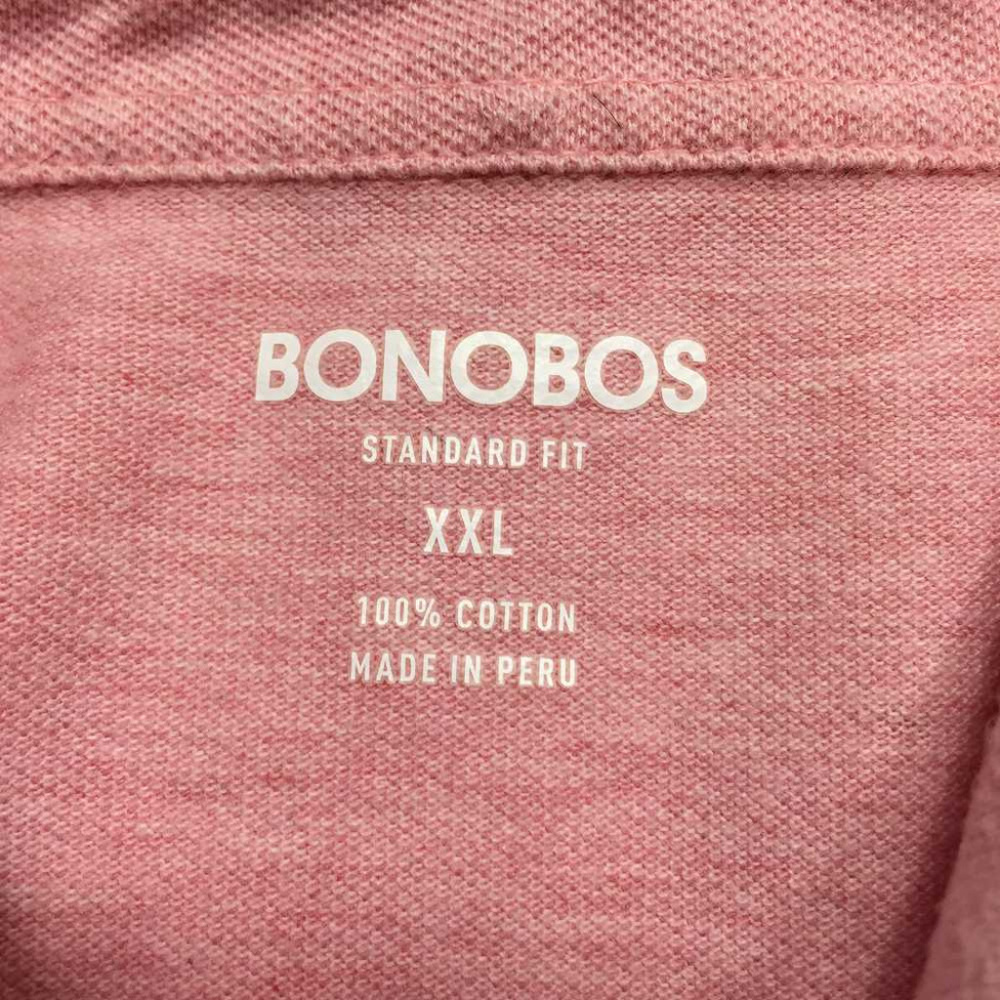 BONOBOS
STANDARD FIT
XXL
100% COTTON
MADE IN PERU